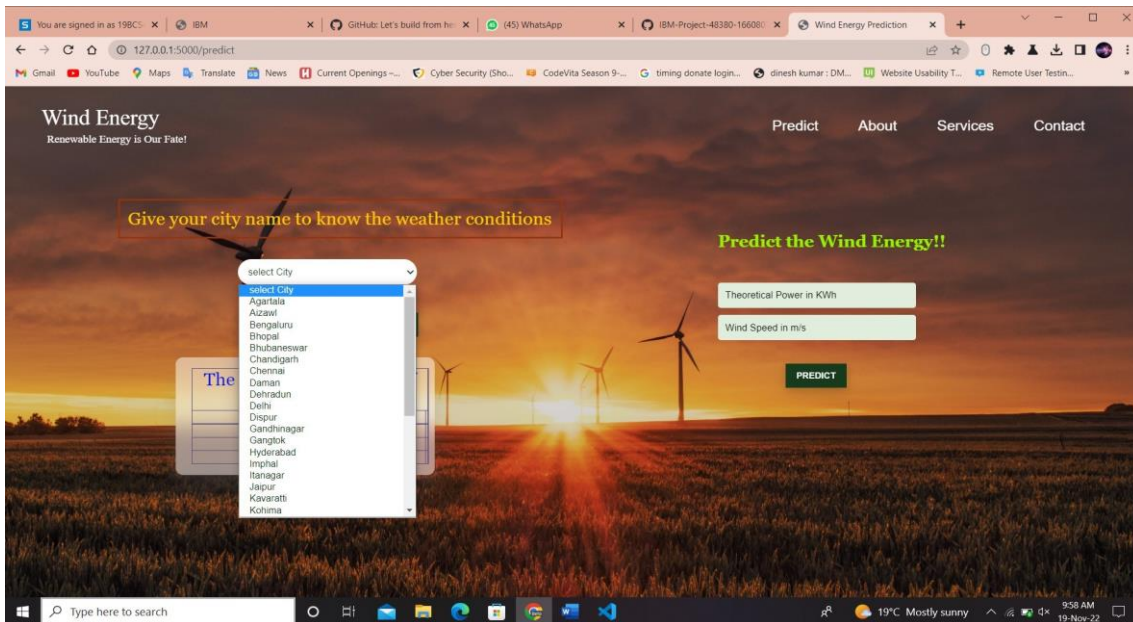 You are signed in as 19BCS-
IBM
GitHub: Let's build from he
(45) WhatsApp
IBM-Project-48380-166080
Wind Energy Prediction
127.0.0.1:5000/predict
Gmail
YouTube
Maps
Translate
News
Current Openings –...
Cyber Security (Sho...
CodeVita Season 9-...
timing donate login...
dinesh kumar : DM...
Website Usability T...
Remote User Testin...
Wind Energy
Renewable Energy is Our Fate!
Predict
About
Services
Contact
Give your city name to know the weather conditions
Predict the Wind Energy!!
select City
select City
Agartala
Aizawl
Bengaluru
Bhopal
Bhubaneswar
Chandigarh
Chennai
Daman
Dehradun
Delhi
Dispur
Gandhinagar
Gangtok
Hyderabad
Imphal
Itanagar
Jaipur
Kavaratti
Kohima
The
Theoretical Power in KWh
Wind Speed in m/s
PREDICT
Type here to search
19°C Mostly sunny
9:58 AM
19-Nov-22